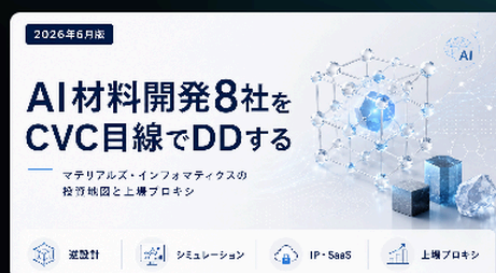 2026年6月版
AI
AI材料開発8社を
CVC目線でDDする
マテリアルズ・インフォマティクスの
投資地図と上場プロキシ
逆設計
シミュレーション
IP・SaaS
上場プロキシ